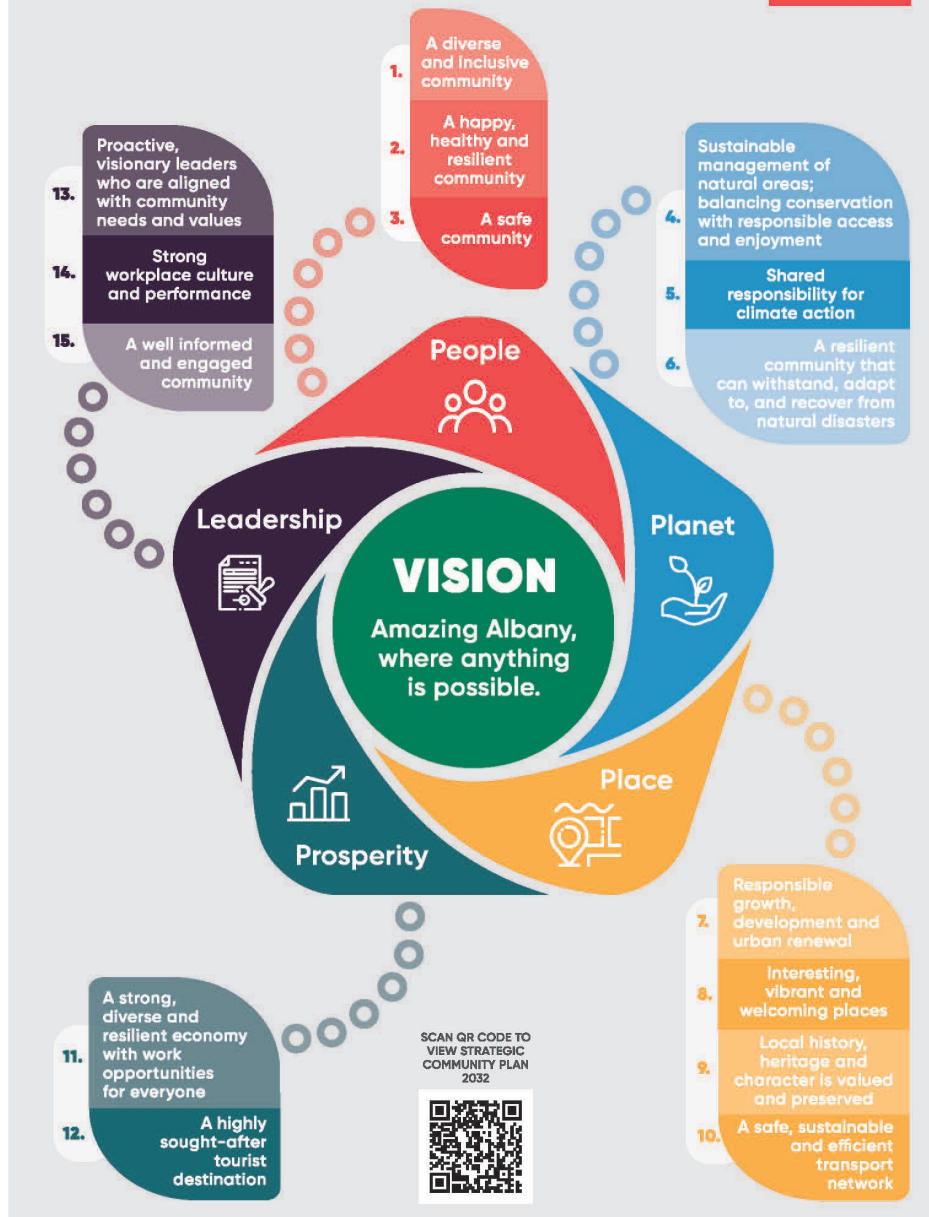 1.
A diverse
and inclusive
community
2.
A happy,
healthy and
resilient
community
3.
A safe
community
13.
Proactive,
visionary leaders
who are aligned
with community
needs and values
14.
Strong
workplace culture
and performance
15.
A well informed
and engaged
community
4.
Sustainable
management of
natural areas;
balancing conservation
with responsible access
and enjoyment
5.
Shared
responsibility for
climate action
6.
A resilient
community that
can withstand, adapt
to, and recover from
natural disasters
People
Leadership
Planet
VISION
Amazing Albany,
where anything
is possible.
Place
Prosperity
7.
Responsible
growth,
development and
urban renewal
8.
Interesting,
vibrant and
welcoming places
9.
Local history,
heritage and
character is valued
and preserved
10.
A safe, sustainable
and efficient
transport
network
11.
A strong,
diverse and
resilient economy
with work
opportunities
for everyone
12.
A highly
sought-after
tourist
destination
SCAN QR CODE TO
VIEW STRATEGIC
COMMUNITY PLAN
2032